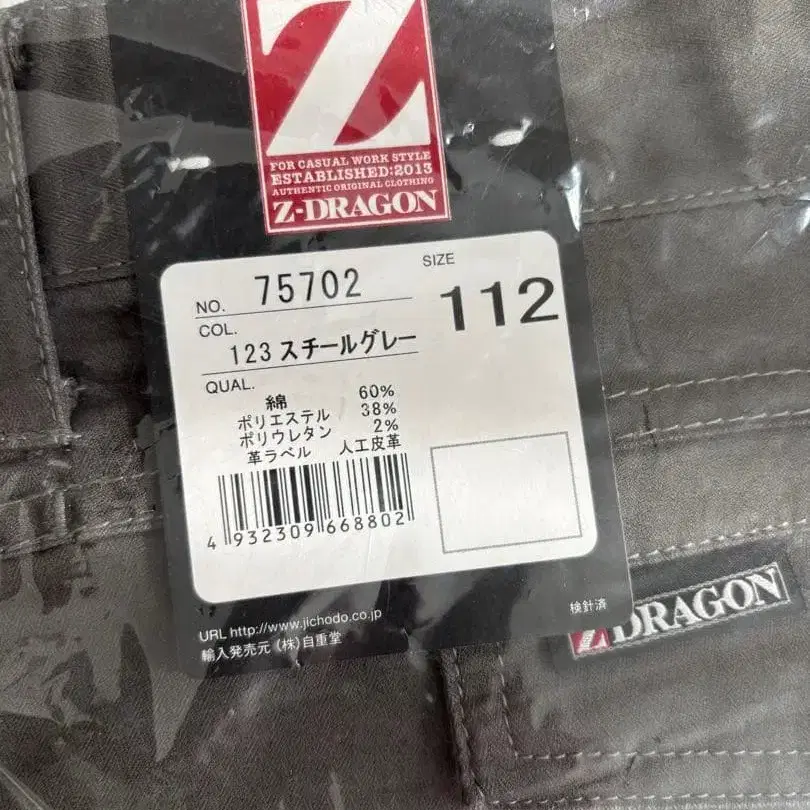 Z
FOR CASUAL WORK STYLE
ESTABLISHED:2013
AUTHENTIC ORIGINAL CLOTHING
Z-DRAGON
NO. 75702
SIZE 112
COL.
123 スチールグレー
QUAL.
綿 60%
ポリエステル 38%
ポリウレタン 2%
革ラベル 人工皮革
4 932309 668802
検針済
URL http://www.jichodo.co.jp
輸入発売元 (株)自重堂
Z-DRAGON